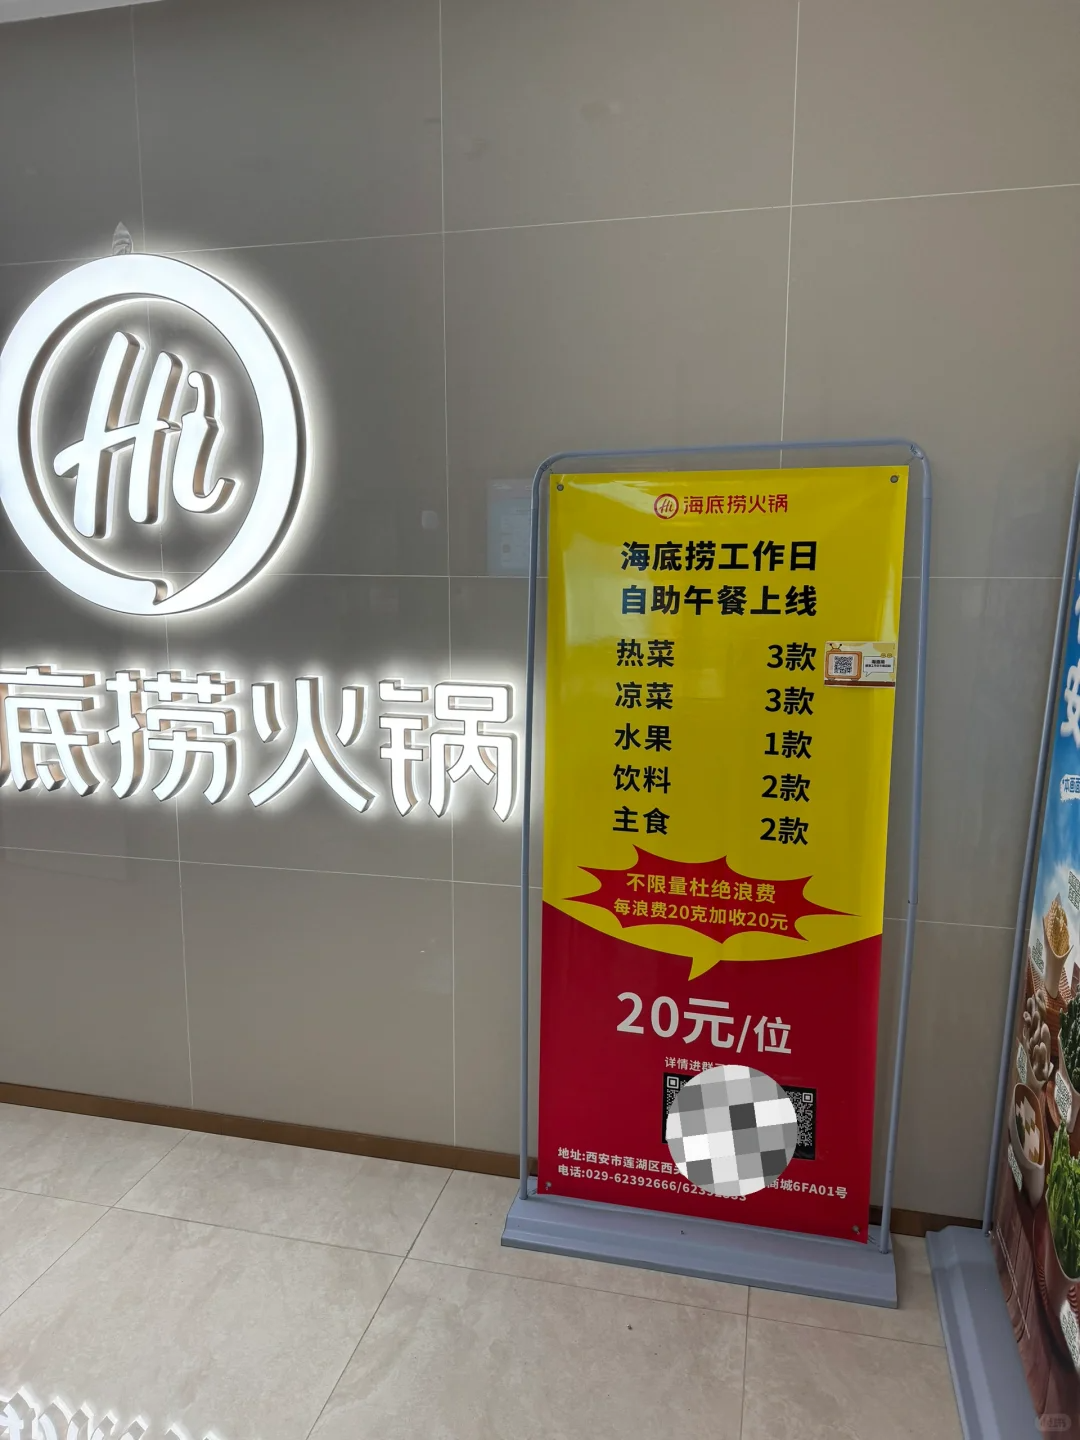 Hi
底捞火锅
Hi 海底捞火锅
海底捞工作日
自助午餐上线
热菜 3款
凉菜 3款
水果 1款
饮料 2款
主食 2款
不限量杜绝浪费
每浪费20克加收20元
20元/位
详情进群
地址:西安市莲湖区西 商城6FA01号
电话:029-62392666/